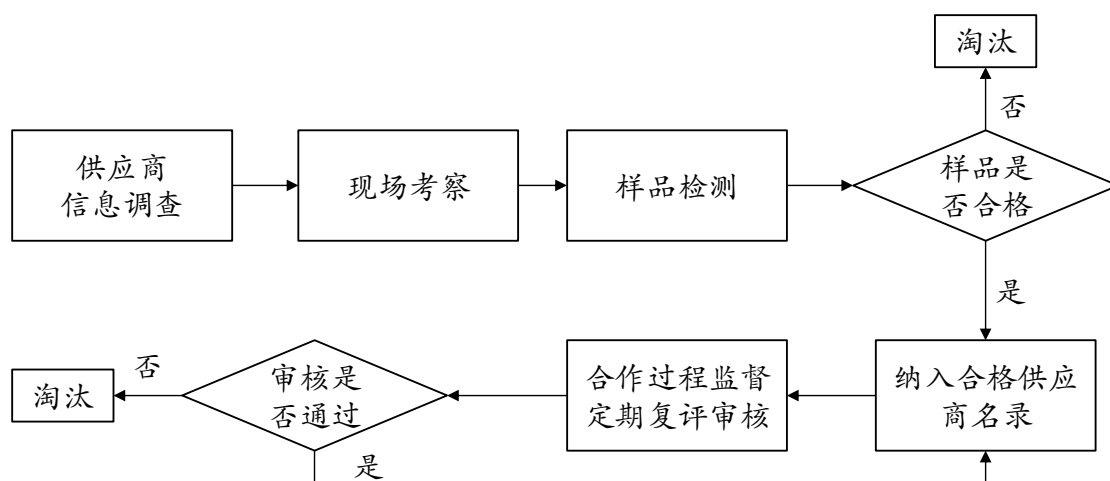 淘汰
否
供应商
信息调查
现场考察
样品检测
样品是
否合格
是
淘汰
否
审核是
否通过
合作过程监督
定期复评审核
纳入合格供应
商名录
是